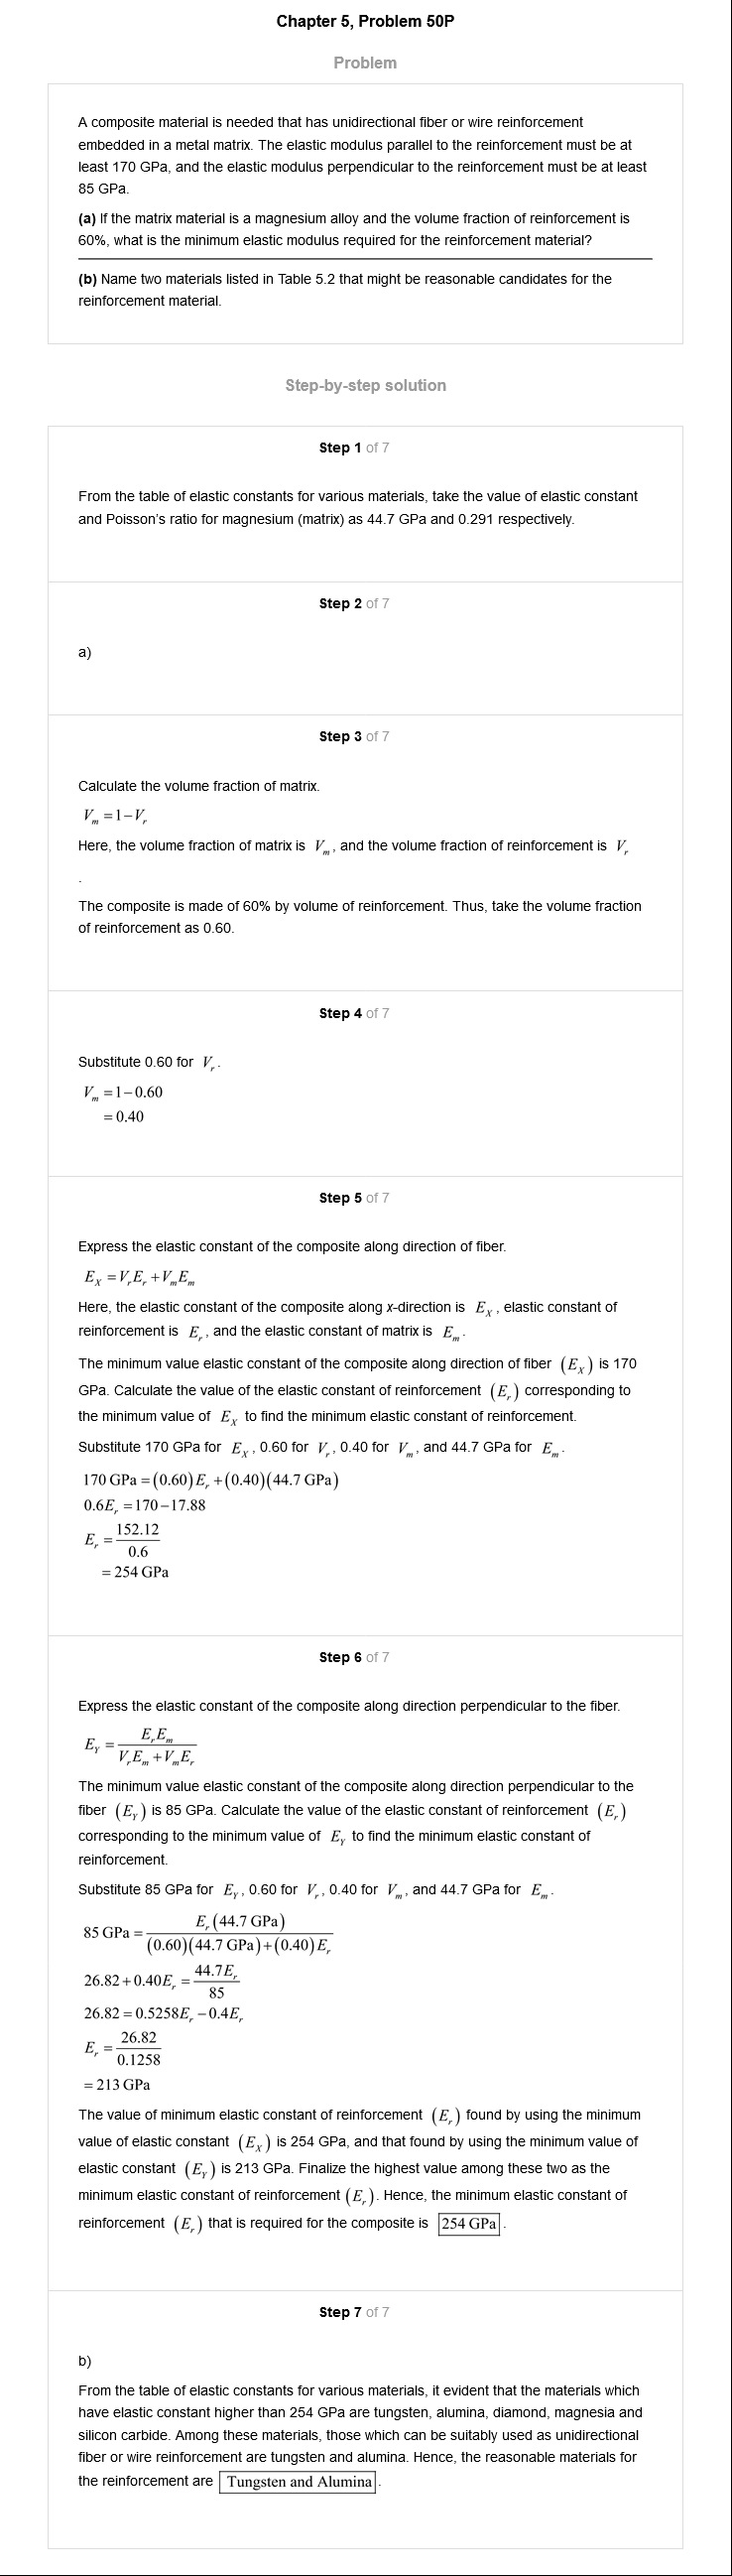 Chapter 5, Problem 50P
Problem
A composite material is needed that has unidirectional fiber or wire reinforcement
embedded in a metal matrix. The elastic modulus parallel to the reinforcement must be at
least 170 GPa, and the elastic modulus perpendicular to the reinforcement must be at least
85 GPa.
(a) If the matrix material is a magnesium alloy and the volume fraction of reinforcement is
60%, what is the minimum elastic modulus required for the reinforcement material?
(b) Name two materials listed in Table 5.2 that might be reasonable candidates for the
reinforcement material.
Step-by-step solution
Step 1 of 7
From the table of elastic constants for various materials, take the value of elastic constant
and Poisson's ratio for magnesium (matrix) as 44.7 GPa and 0.291 respectively.
Step 2 of 7
a)
Step 3 of 7
Calculate the volume fraction of matrix.
V_m = 1 − V_r
Here, the volume fraction of matrix is V_m, and the volume fraction of reinforcement is V_r
.
The composite is made of 60% by volume of reinforcement. Thus, take the volume fraction
of reinforcement as 0.60.
Step 4 of 7
Substitute 0.60 for V_r.
V_m = 1 − 0.60
= 0.40
Step 5 of 7
Express the elastic constant of the composite along direction of fiber.
E_X = V_r E_r + V_m E_m
Here, the elastic constant of the composite along x-direction is E_X, elastic constant of
reinforcement is E_r, and the elastic constant of matrix is E_m.
The minimum value elastic constant of the composite along direction of fiber (E_X) is 170
GPa. Calculate the value of the elastic constant of reinforcement (E_r) corresponding to
the minimum value of E_X to find the minimum elastic constant of reinforcement.
Substitute 170 GPa for E_X, 0.60 for V_r, 0.40 for V_m, and 44.7 GPa for E_m.
170 GPa = (0.60) E_r + (0.40)(44.7 GPa)
0.6E_r = 170 − 17.88
E_r = 152.12 / 0.6
= 254 GPa
Step 6 of 7
Express the elastic constant of the composite along direction perpendicular to the fiber.
E_Y = E_r E_m / (V_r E_m + V_m E_r)
The minimum value elastic constant of the composite along direction perpendicular to the
fiber (E_Y) is 85 GPa. Calculate the value of the elastic constant of reinforcement (E_r)
corresponding to the minimum value of E_Y to find the minimum elastic constant of
reinforcement.
Substitute 85 GPa for E_Y, 0.60 for V_r, 0.40 for V_m, and 44.7 GPa for E_m.
85 GPa = E_r (44.7 GPa) / ((0.60)(44.7 GPa) + (0.40) E_r)
26.82 + 0.40E_r = 44.7E_r / 85
26.82 = 0.5258E_r − 0.4E_r
E_r = 26.82 / 0.1258
= 213 GPa
The value of minimum elastic constant of reinforcement (E_r) found by using the minimum
value of elastic constant (E_X) is 254 GPa, and that found by using the minimum value of
elastic constant (E_Y) is 213 GPa. Finalize the highest value among these two as the
minimum elastic constant of reinforcement (E_r). Hence, the minimum elastic constant of
reinforcement (E_r) that is required for the composite is 254 GPa.
Step 7 of 7
b)
From the table of elastic constants for various materials, it evident that the materials which
have elastic constant higher than 254 GPa are tungsten, alumina, diamond, magnesia and
silicon carbide. Among these materials, those which can be suitably used as unidirectional
fiber or wire reinforcement are tungsten and alumina. Hence, the reasonable materials for
the reinforcement are Tungsten and Alumina.